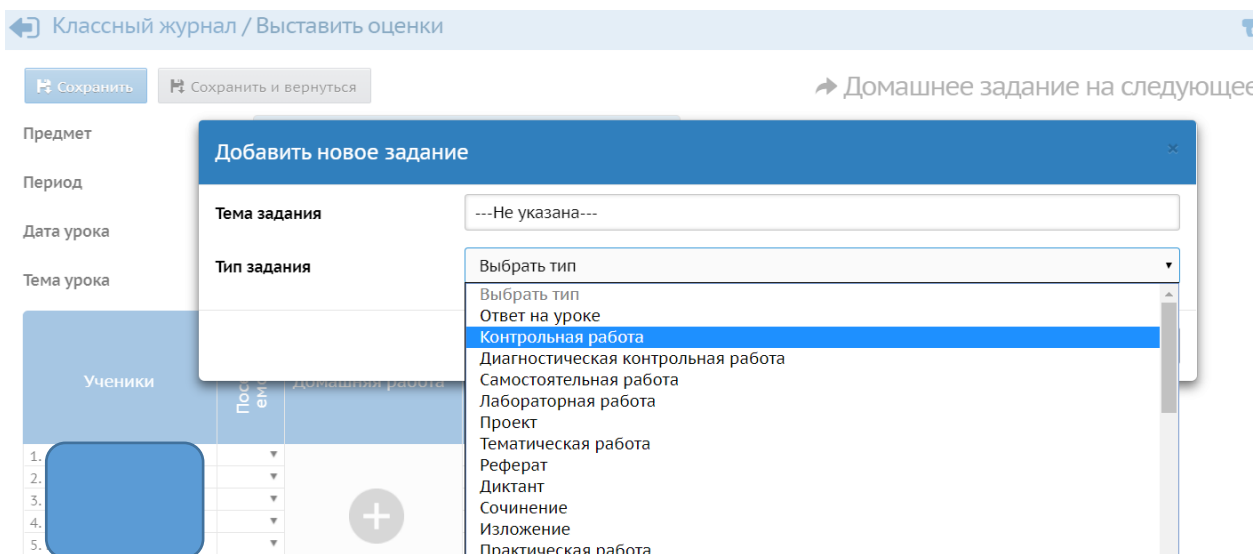 Классный журнал / Выставить оценки
Сохранить
Сохранить и вернуться
Домашнее задание на следующее
Предмет
Добавить новое задание
×
Период
Тема задания
---Не указана---
Дата урока
Тип задания
Выбрать тип
Тема урока
Выбрать тип
Ответ на уроке
Контрольная работа
Диагностическая контрольная работа
Самостоятельная работа
Лабораторная работа
Проект
Тематическая работа
Реферат
Диктант
Сочинение
Изложение
Практическая работа
Ученики
Домашняя работа
1.
2.
3.
4.
5.